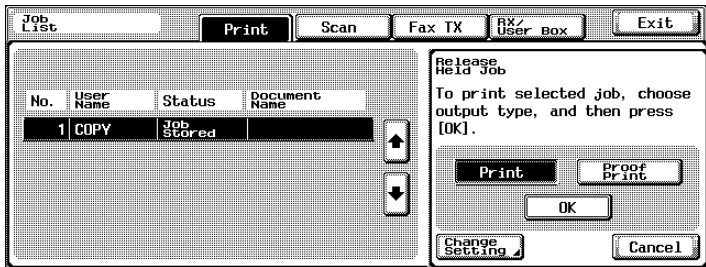 Job
List
Print
Scan
Fax TX
RX/
User Box
Exit
No.
User
Name
Status
Document
Name
1
COPY
Job
Stored
Release
Held Job
To print selected job, choose
output type, and then press
[OK].
Print
Proof
Print
OK
Change
Setting
Cancel